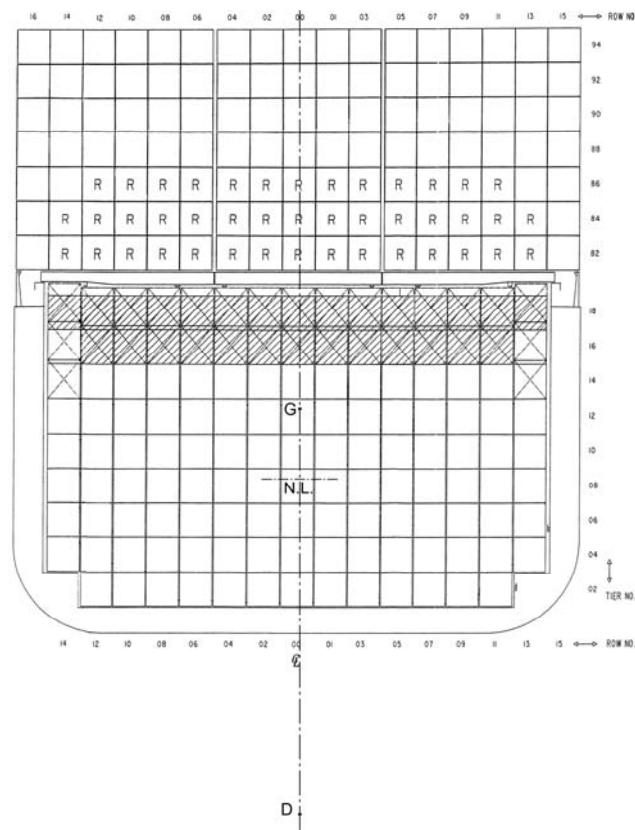 16 14 12 10 08 06 04 02 00 01 03 05 07 09 11 13 15 ROW NO.
94
92
90
88
R R R R R R R R R R R R R 86
R R R R R R R R R R R R R R R 84
R R R R R R R R R R R R R R R 82
18
16
14
G 12
10
N.L. 08
06
04
02
TIER NO.
14 12 10 08 06 04 02 00 01 03 05 07 09 11 13 15 ROW NO.
℄
D